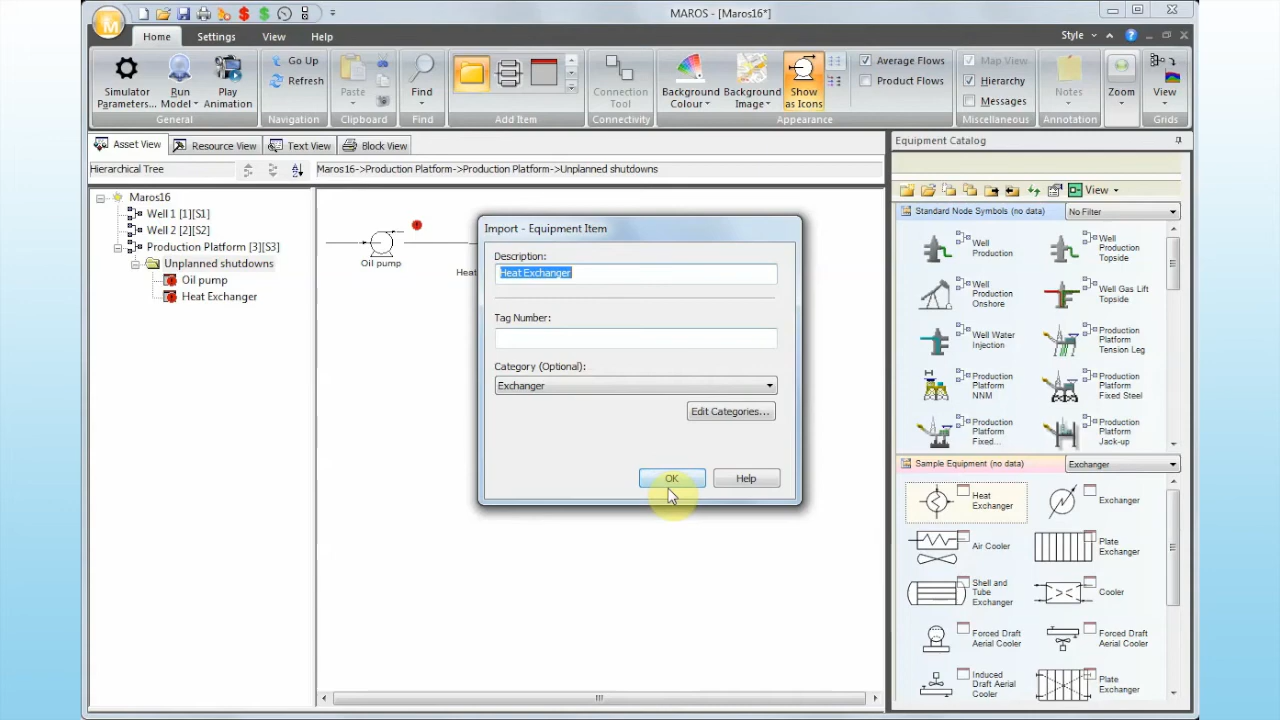 MAROS - [Maros16*]
Home Settings View Help
Style
Simulator Parameters...
Run Model
Play Animation
General
Go Up
Refresh
Navigation
Paste
Clipboard
Find
Find
Add Item
Connection Tool
Connectivity
Background Colour
Background Image
Show as Icons
Average Flows
Product Flows
Appearance
Map View
Hierarchy
Messages
Miscellaneous
Notes
Annotation
Zoom
View
Grids
Asset View Resource View Text View Block View
Hierarchical Tree
Maros16->Production Platform->Production Platform->Unplanned shutdowns
Maros16
Well 1 [1][S1]
Well 2 [2][S2]
Production Platform [3][S3]
Unplanned shutdowns
Oil pump
Heat Exchanger
Oil pump
Heat
Import - Equipment Item
Description:
Heat Exchanger
Tag Number:
Category (Optional):
Exchanger
Edit Categories...
OK Help
Equipment Catalog
View
Standard Node Symbols (no data) No Filter
Well Production
Well Production Topside
Well Production Onshore
Well Gas Lift Topside
Well Water Injection
Production Platform Tension Leg
Production Platform NNM
Production Platform Fixed Steel
Production Platform Fixed...
Production Platform Jack-up
Sample Equipment (no data) Exchanger
Heat Exchanger
Exchanger
Air Cooler
Plate Exchanger
Shell and Tube Exchanger
Cooler
Forced Draft Aerial Cooler
Forced Draft Aerial Cooler
Induced Draft Aerial Cooler
Plate Exchanger